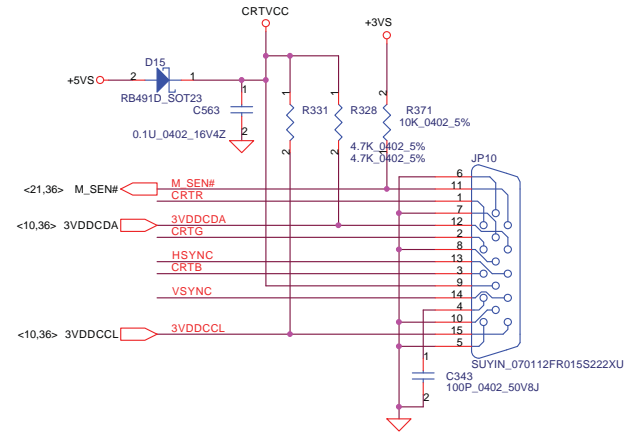 CRTVCC
+3VS
D15
+5VS
2
1
RB491D_SOT23
1
C563
2
0.1U_0402_16V4Z
1
R331
2
1
R328
2
4.7K_0402_5%
4.7K_0402_5%
2
R371
10K_0402_5%
1
JP10
<21,36> M_SEN#
M_SEN#
CRTR
<10,36> 3VDDCDA
3VDDCDA
CRTG
HSYNC
CRTB
VSYNC
<10,36> 3VDDCCL
3VDDCCL
6
11
1
7
12
2
8
13
3
9
14
4
10
15
5
SUYIN_070112FR015S222XU
1
C343
100P_0402_50V8J
2